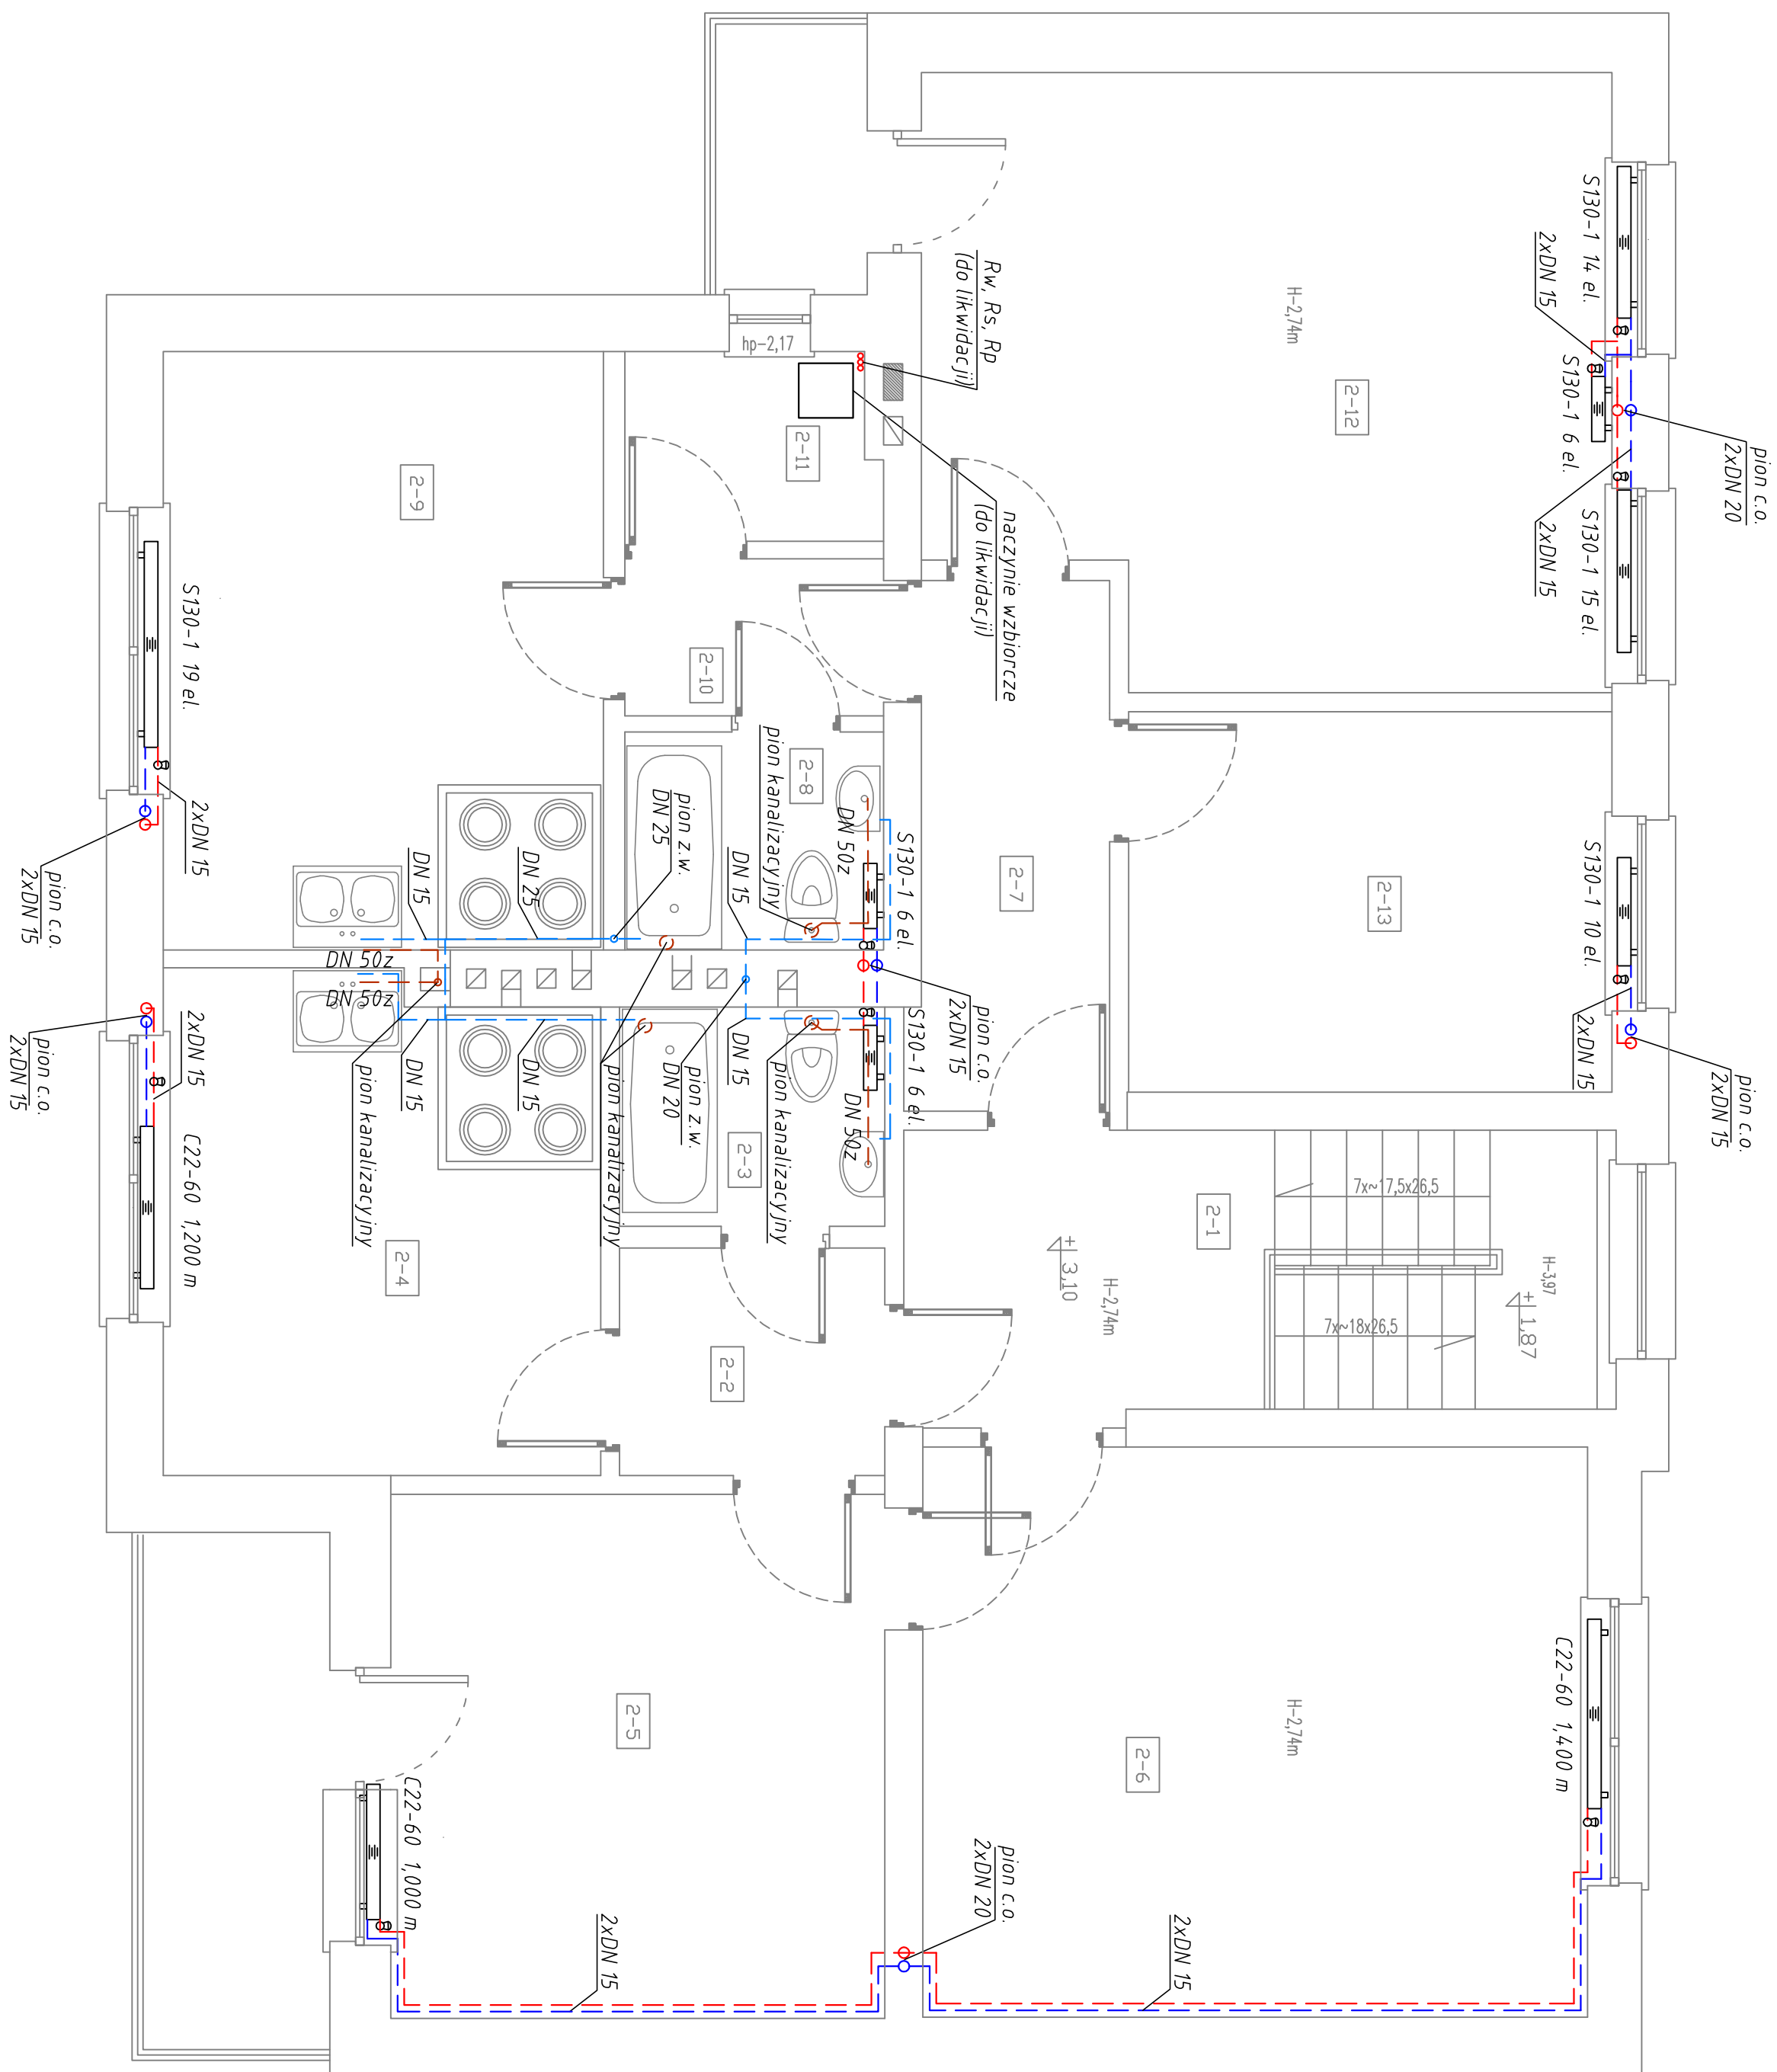 pion c.o.
2xDN 20
S130-1 14 el.
2xDN 15
S130-1 6 el.
2xDN 15
S130-1 15 el.
S130-1 10 el.
2xDN 15
pion c.o.
2xDN 15
H-2,74m
2-12
Rw, Rs, Rp
(do likwidacji)
naczynie wzbiorcze
(do likwidacji)
hp-2,17
2-11
2-13
2-7
2-10
2-8
2-9
S130-1 19 el.
2xDN 15
pion c.o.
2xDN 15
pion kanalizacyjny
DN 50z
S130-1 6 el.
pion z.w.
DN 25
DN 15
DN 25
DN 15
DN 50z
DN 50z
pion c.o.
2xDN 15
S130-1 6 el.
DN 50z
DN 15
pion kanalizacyjny
pion z.w.
DN 20
pion kanalizacyjny
DN 15
DN 15
pion kanalizacyjny
2-3
2-1
7x~17,5x26,5
7x~18x26,5
H-3,97
+ 1,87
+ 3,10
H-2,74m
2-2
2-4
2xDN 15
pion c.o.
2xDN 15
C22-60 1,200 m
2-5
2-6
H-2,74m
C22-60 1,400 m
C22-60 1,000 m
pion c.o.
2xDN 20
2xDN 15
2xDN 15